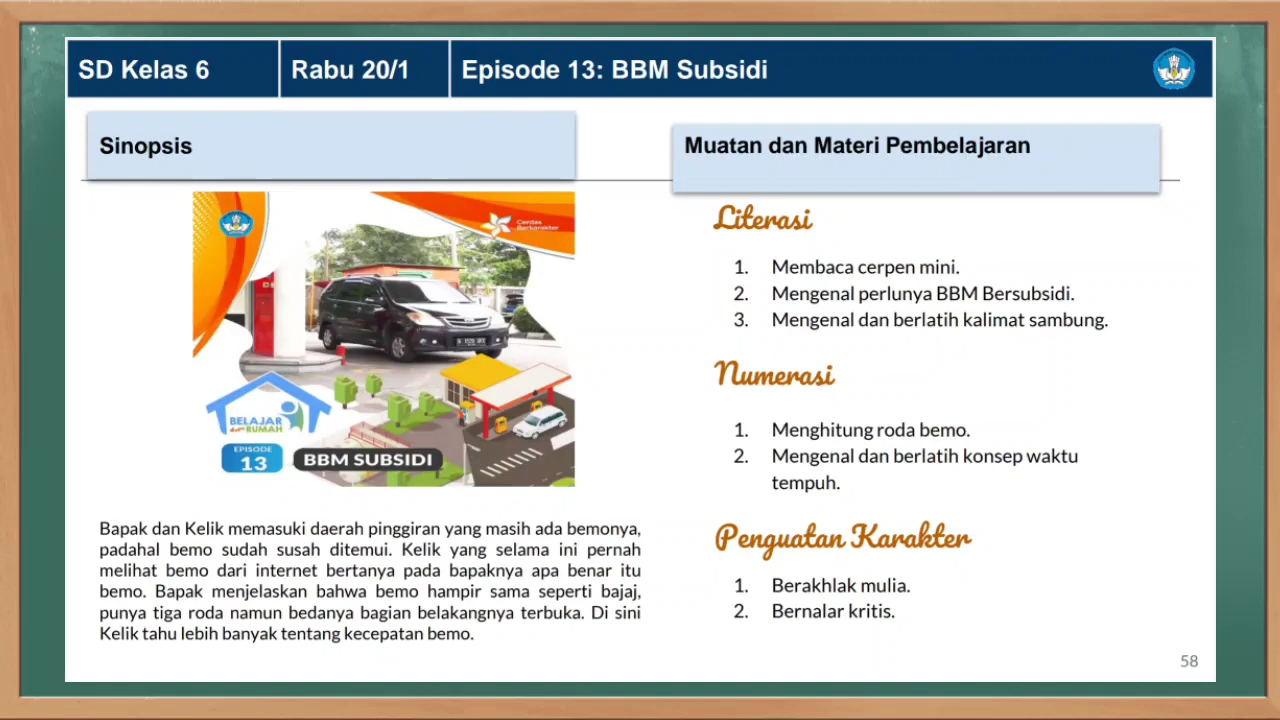 SD Kelas 6
Rabu 20/1
Episode 13: BBM Subsidi
Sinopsis
Cerdas
Berkarakter
BELAJAR
dari RUMAH
EPISODE
13
BBM SUBSIDI
Bapak dan Kelik memasuki daerah pinggiran yang masih ada bemonya,
padahal bemo sudah susah ditemui. Kelik yang selama ini pernah
melihat bemo dari internet bertanya pada bapaknya apa benar itu
bemo. Bapak menjelaskan bahwa bemo hampir sama seperti bajaj,
punya tiga roda namun bedanya bagian belakangnya terbuka. Di sini
Kelik tahu lebih banyak tentang kecepatan bemo.
Muatan dan Materi Pembelajaran
Literasi
1. Membaca cerpen mini.
2. Mengenal perlunya BBM Bersubsidi.
3. Mengenal dan berlatih kalimat sambung.
Numerasi
1. Menghitung roda bemo.
2. Mengenal dan berlatih konsep waktu
tempuh.
Penguatan Karakter
1. Berakhlak mulia.
2. Bernalar kritis.
58